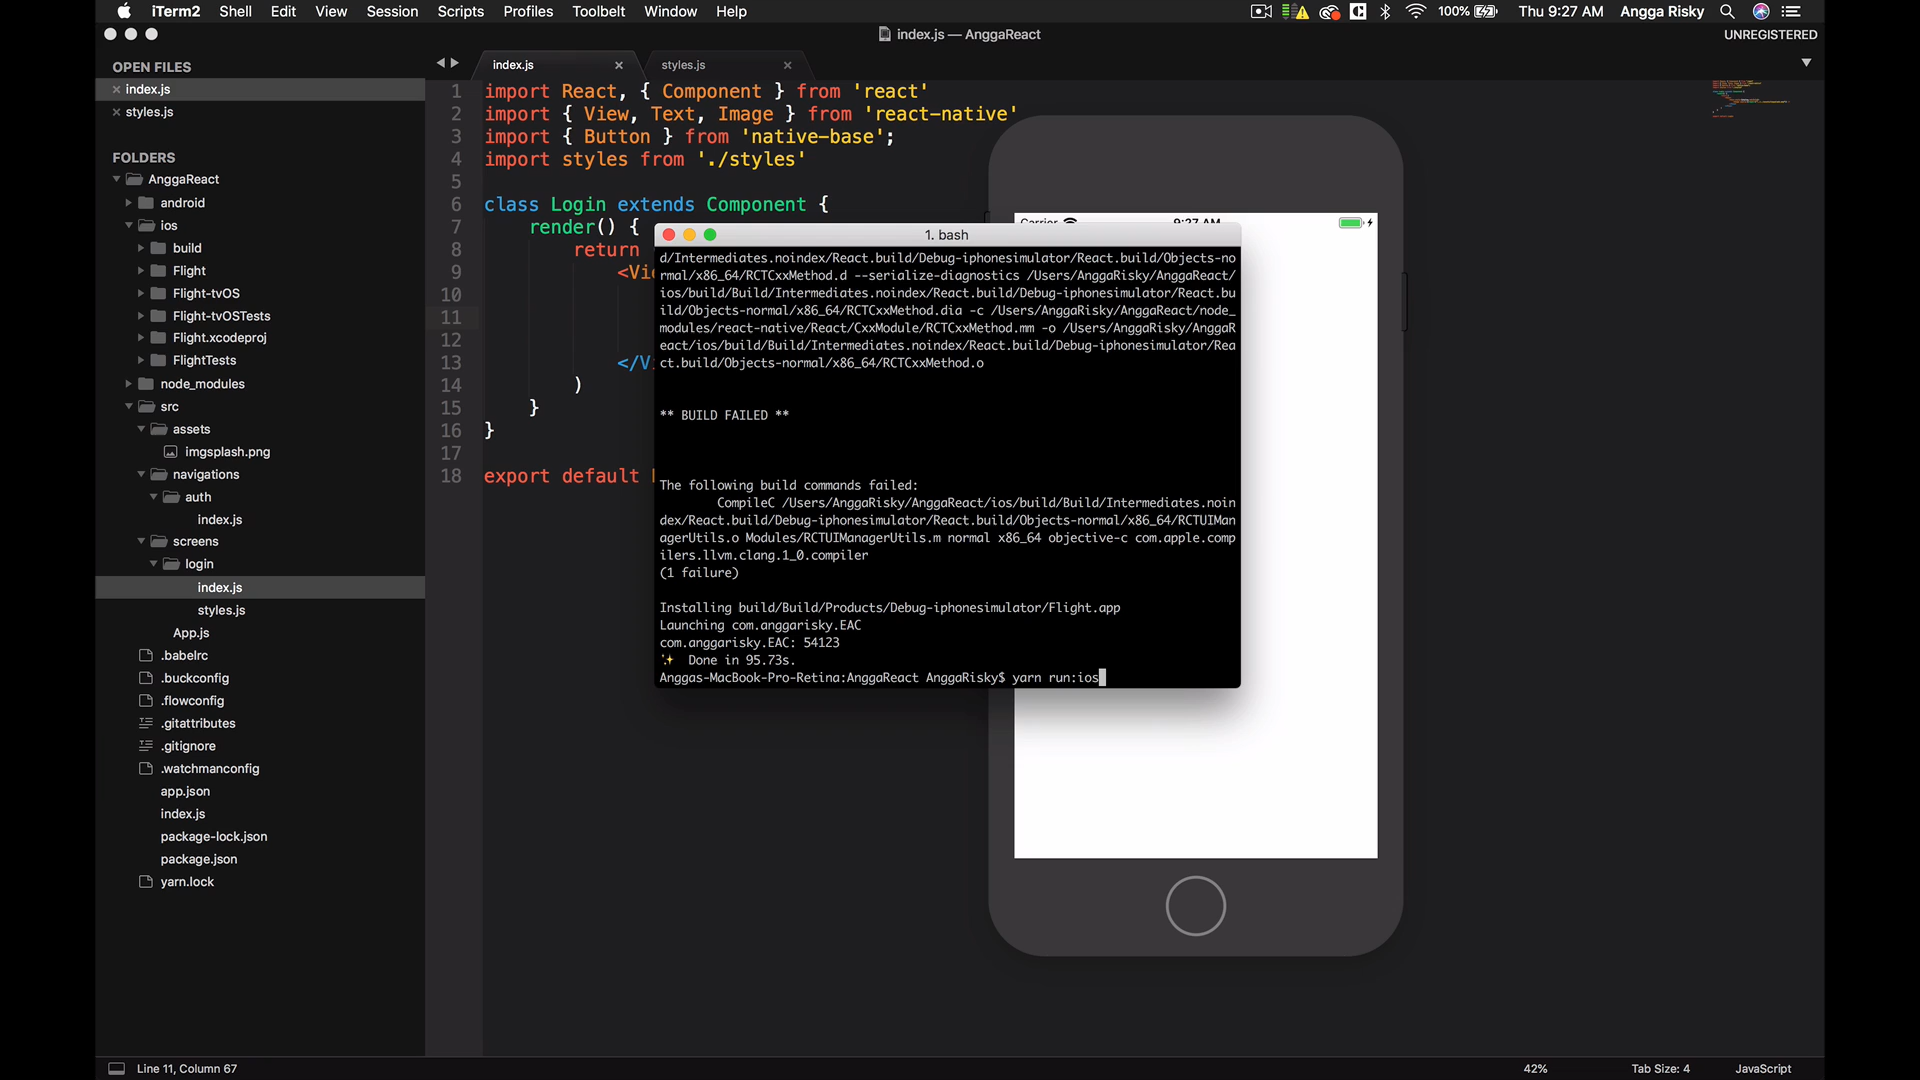 iTerm2 Shell Edit View Session Scripts Profiles Toolbelt Window Help 100% Thu 9:27 AM Angga Risky
index.js — AnggaReact UNREGISTERED
OPEN FILES
index.js
styles.js
FOLDERS
AnggaReact
android
ios
build
Flight
Flight-tvOS
Flight-tvOSTests
Flight.xcodeproj
FlightTests
node_modules
src
assets
imgsplash.png
navigations
auth
index.js
screens
login
index.js
styles.js
App.js
.babelrc
.buckconfig
.flowconfig
.gitattributes
.gitignore
.watchmanconfig
app.json
index.js
package-lock.json
package.json
yarn.lock
index.js styles.js
1 import React, { Component } from 'react'
2 import { View, Text, Image } from 'react-native'
3 import { Button } from 'native-base';
4 import styles from './styles'
5
6 class Login extends Component {
7 render() {
8 return
9
10
11
12
13
14 )
15 }
16 }
17
18 export default
9:27 AM
1. bash
d/Intermediates.noindex/React.build/Debug-iphonesimulator/React.build/Objects-no
rmal/x86_64/RCTCxxMethod.d --serialize-diagnostics /Users/AnggaRisky/AnggaReact/
ios/build/Build/Intermediates.noindex/React.build/Debug-iphonesimulator/React.bu
ild/Objects-normal/x86_64/RCTCxxMethod.dia -c /Users/AnggaRisky/AnggaReact/node_
modules/react-native/React/CxxModule/RCTCxxMethod.mm -o /Users/AnggaRisky/AnggaR
eact/ios/build/Build/Intermediates.noindex/React.build/Debug-iphonesimulator/Rea
ct.build/Objects-normal/x86_64/RCTCxxMethod.o
** BUILD FAILED **
The following build commands failed:
CompileC /Users/AnggaRisky/AnggaReact/ios/build/Build/Intermediates.noin
dex/React.build/Debug-iphonesimulator/React.build/Objects-normal/x86_64/RCTUIMan
agerUtils.o Modules/RCTUIManagerUtils.m normal x86_64 objective-c com.apple.comp
ilers.llvm.clang.1_0.compiler
(1 failure)
Installing build/Build/Products/Debug-iphonesimulator/Flight.app
Launching com.anggarisky.EAC
com.anggarisky.EAC: 54123
Done in 95.73s.
Anggas-MacBook-Pro-Retina:AnggaReact AnggaRisky$ yarn run:ios
Line 11, Column 67 42% Tab Size: 4 JavaScript